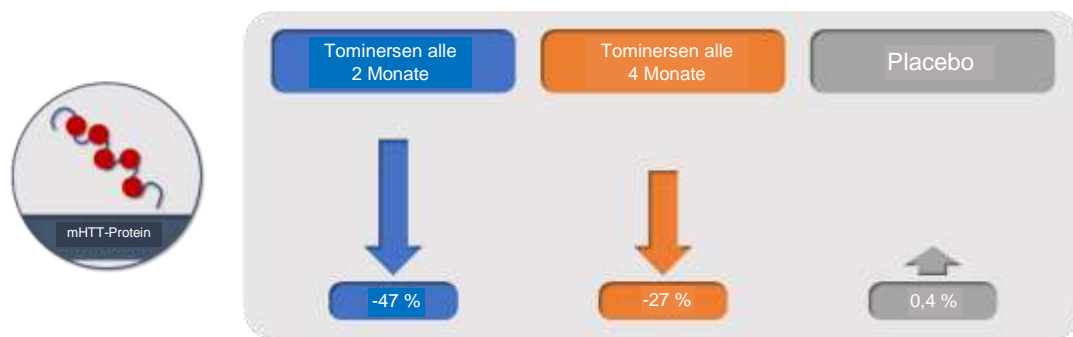 Tominersen alle
2 Monate
Tominersen alle
4 Monate
Placebo
mHTT-Protein
-47 %
-27 %
0,4 %